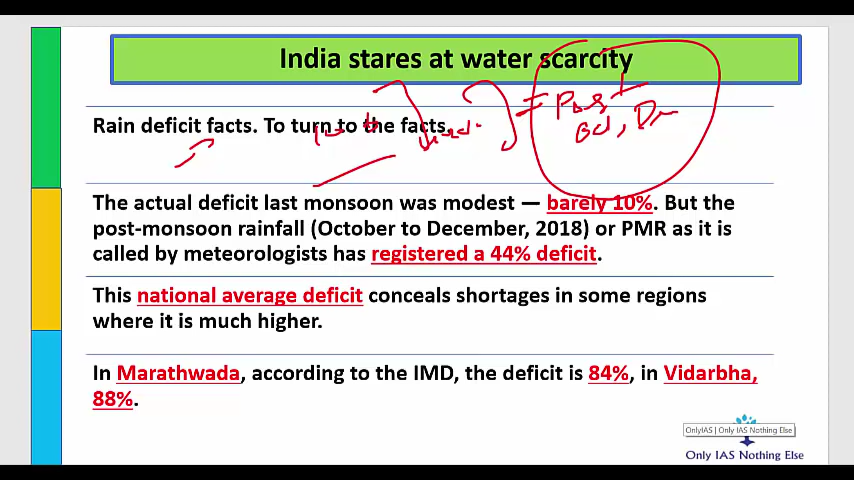 India stares at water scarcity
Rain deficit facts. To turn to the facts,
The actual deficit last monsoon was modest — barely 10%. But the
post-monsoon rainfall (October to December, 2018) or PMR as it is
called by meteorologists has registered a 44% deficit.
This national average deficit conceals shortages in some regions
where it is much higher.
In Marathwada, according to the IMD, the deficit is 84%, in Vidarbha,
88%.
OnlyIAS | Only IAS Nothing Else
Only IAS Nothing Else